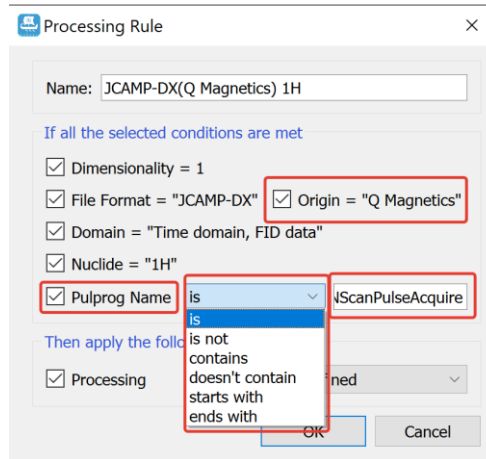 Processing Rule
Name: JCAMP-DX(Q Magnetics) 1H
If all the selected conditions are met
Dimensionality = 1
File Format = "JCAMP-DX" Origin = "Q Magnetics"
Domain = "Time domain, FID data"
Nuclide = "1H"
Pulprog Name is ScanPulseAcquire
is
is not
contains
doesn't contain
starts with
ends with
Then apply the follo
Processing ned
OK Cancel